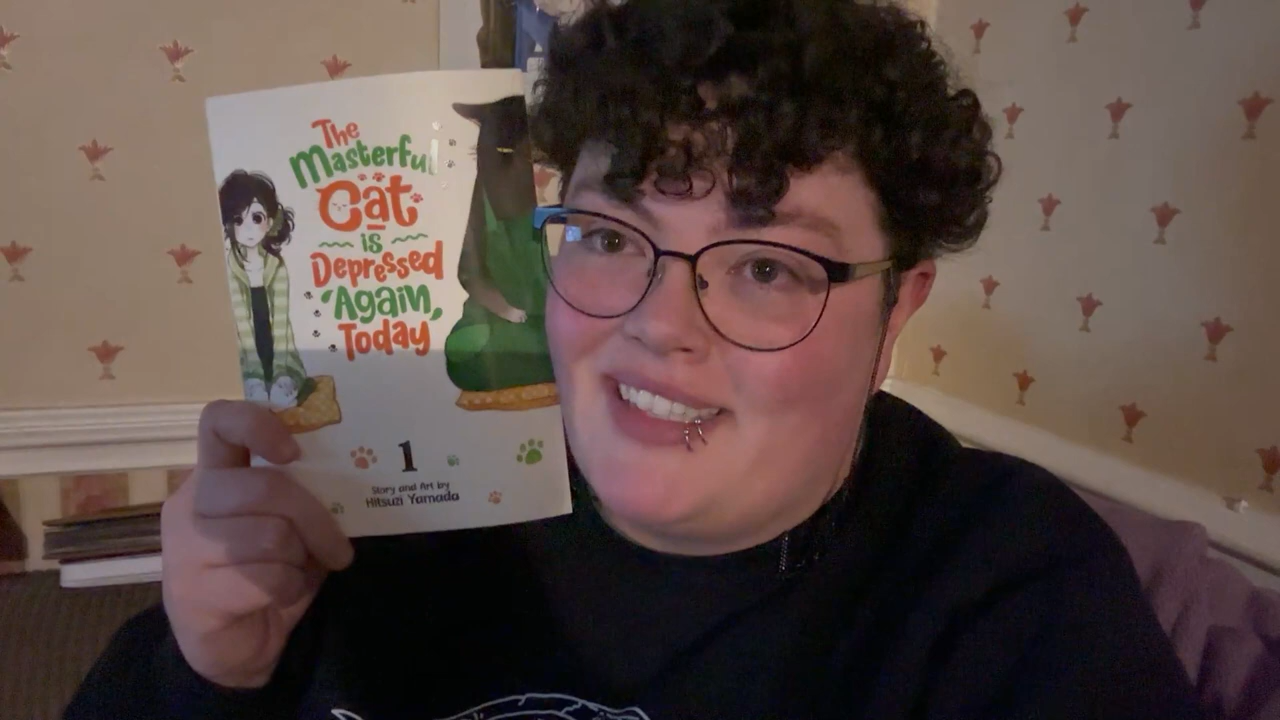 The
Masterful
Cat
is
Depressed
Again,
Today
1
Story and Art by
Hitsuzi Yamada